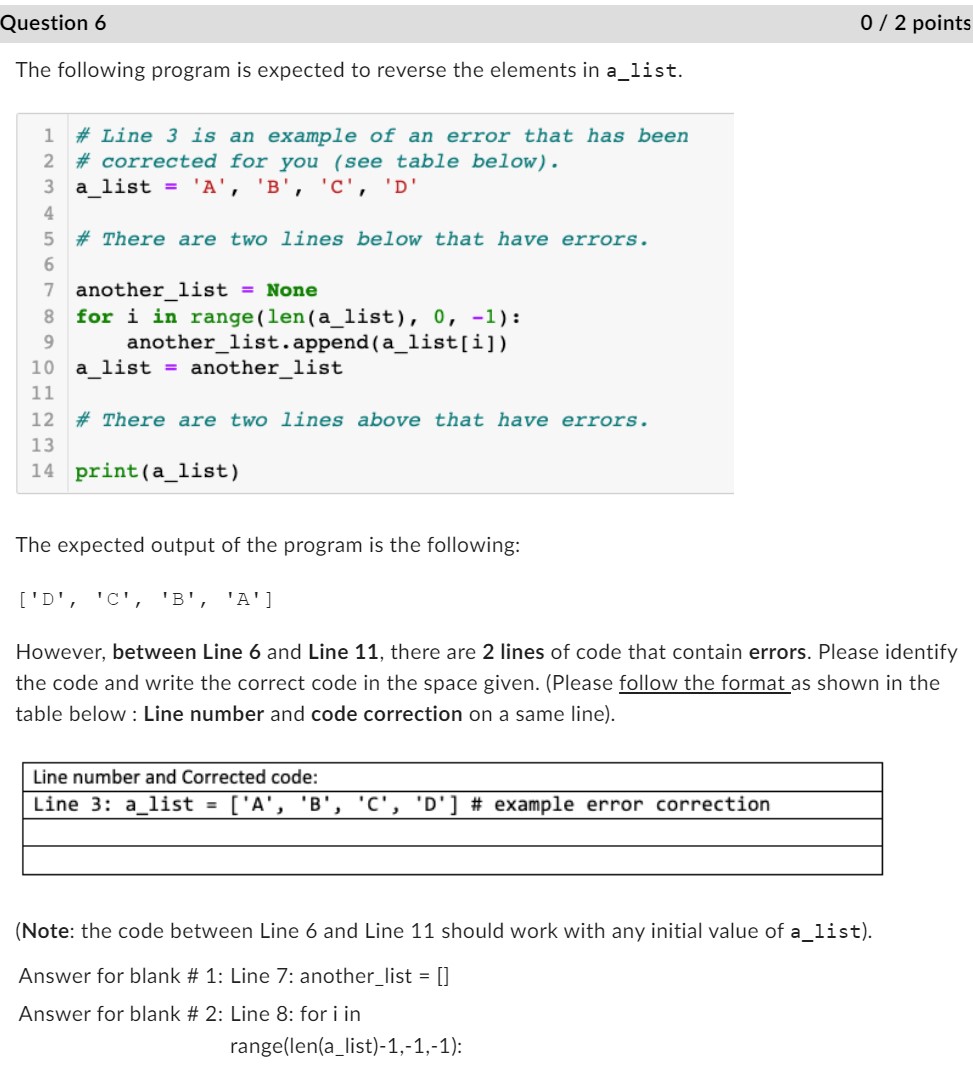 Question 6 0 / 2 points
The following program is expected to reverse the elements in a_list.
1 # Line 3 is an example of an error that has been
2 # corrected for you (see table below).
3 a_list = 'A', 'B', 'C', 'D'
4
5 # There are two lines below that have errors.
6
7 another_list = None
8 for i in range(len(a_list), 0, -1):
9     another_list.append(a_list[i])
10 a_list = another_list
11
12 # There are two lines above that have errors.
13
14 print(a_list)
The expected output of the program is the following:
['D', 'C', 'B', 'A']
However, between Line 6 and Line 11, there are 2 lines of code that contain errors. Please identify
the code and write the correct code in the space given. (Please follow the format as shown in the
table below : Line number and code correction on a same line).
Line number and Corrected code:
Line 3: a_list = ['A', 'B', 'C', 'D'] # example error correction
(Note: the code between Line 6 and Line 11 should work with any initial value of a_list).
Answer for blank # 1: Line 7: another_list = []
Answer for blank # 2: Line 8: for i in
range(len(a_list)-1,-1,-1):